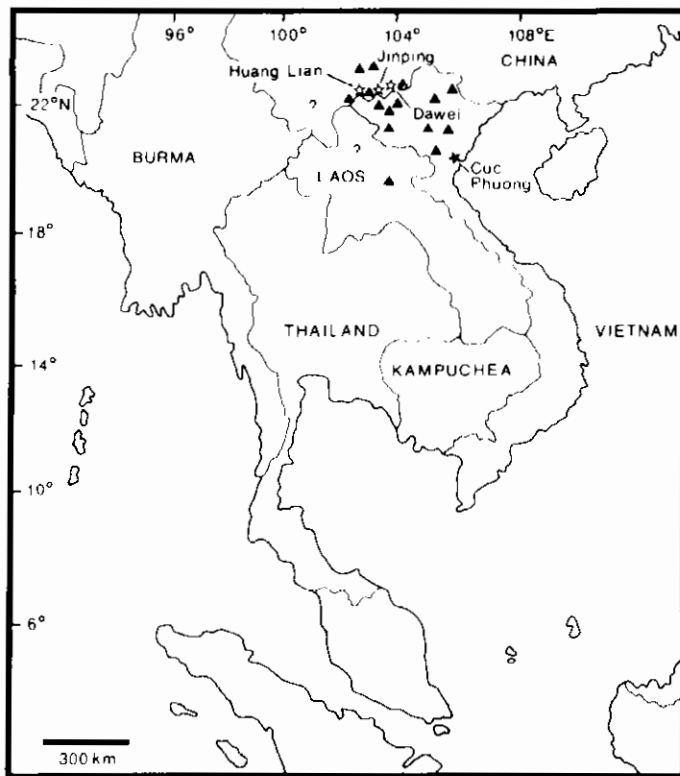 96°
100°
104°
108°E
Jinping
CHINA
Huang Lian
22°N
?
Dawei
BURMA
?
LAOS
Cuc
Phuong
18°
THAILAND
VIETNAM
14°
KAMPUCHEA
10°
6°
300 km